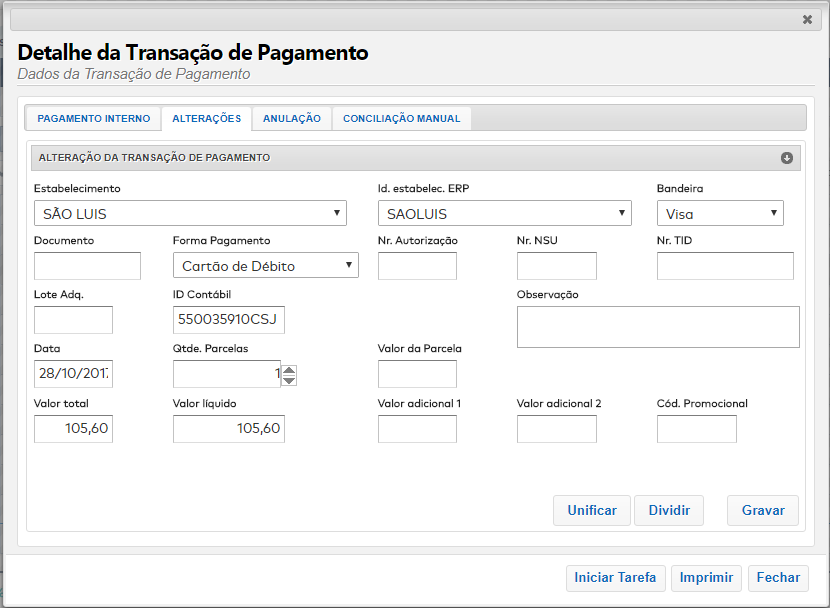 Detalhe da Transação de Pagamento
Dados da Transação de Pagamento
PAGAMENTO INTERNO ALTERAÇÕES ANULAÇÃO CONCILIAÇÃO MANUAL
ALTERAÇÃO DA TRANSAÇÃO DE PAGAMENTO
Estabelecimento Id. estabelec. ERP Bandeira
SÃO LUIS SAOLUIS Visa
Documento Forma Pagamento Nr. Autorização Nr. NSU Nr. TID
Cartão de Débito
Lote Adq. ID Contábil Observação
550035910CSJ
Data Qtde. Parcelas Valor da Parcela
28/10/2017 1
Valor total Valor líquido Valor adicional 1 Valor adicional 2 Cód. Promocional
105,60 105,60
Unificar Dividir Gravar
Iniciar Tarefa Imprimir Fechar